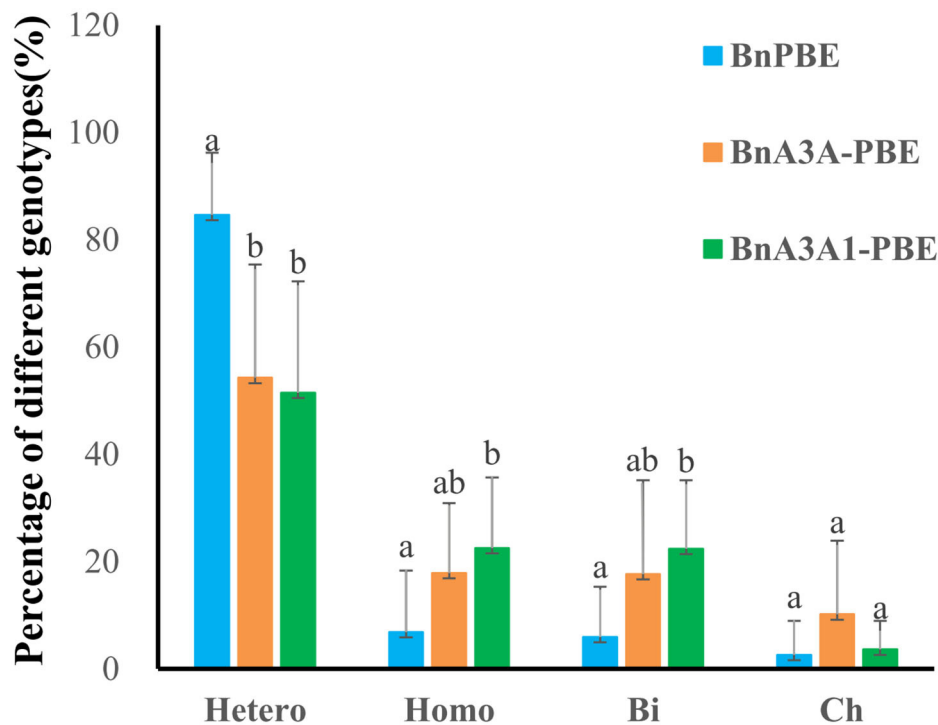 Percentage of different genotypes(%)
120
100
80
60
40
20
0
BnPBE
BnA3A-PBE
BnA3A1-PBE
a
b
b
a
ab
b
a
ab
b
a
a
a
Hetero
Homo
Bi
Ch